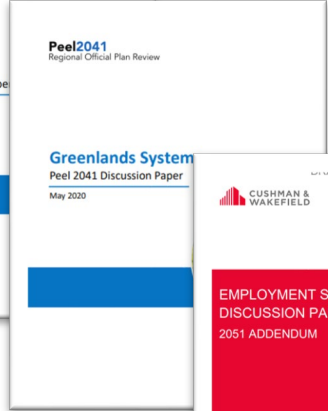 Peel2041
Regional Official Plan Review
Greenlands System
Peel 2041 Discussion Paper
May 2020
CUSHMAN &
WAKEFIELD
EMPLOYMENT S
DISCUSSION PA
2051 ADDENDUM